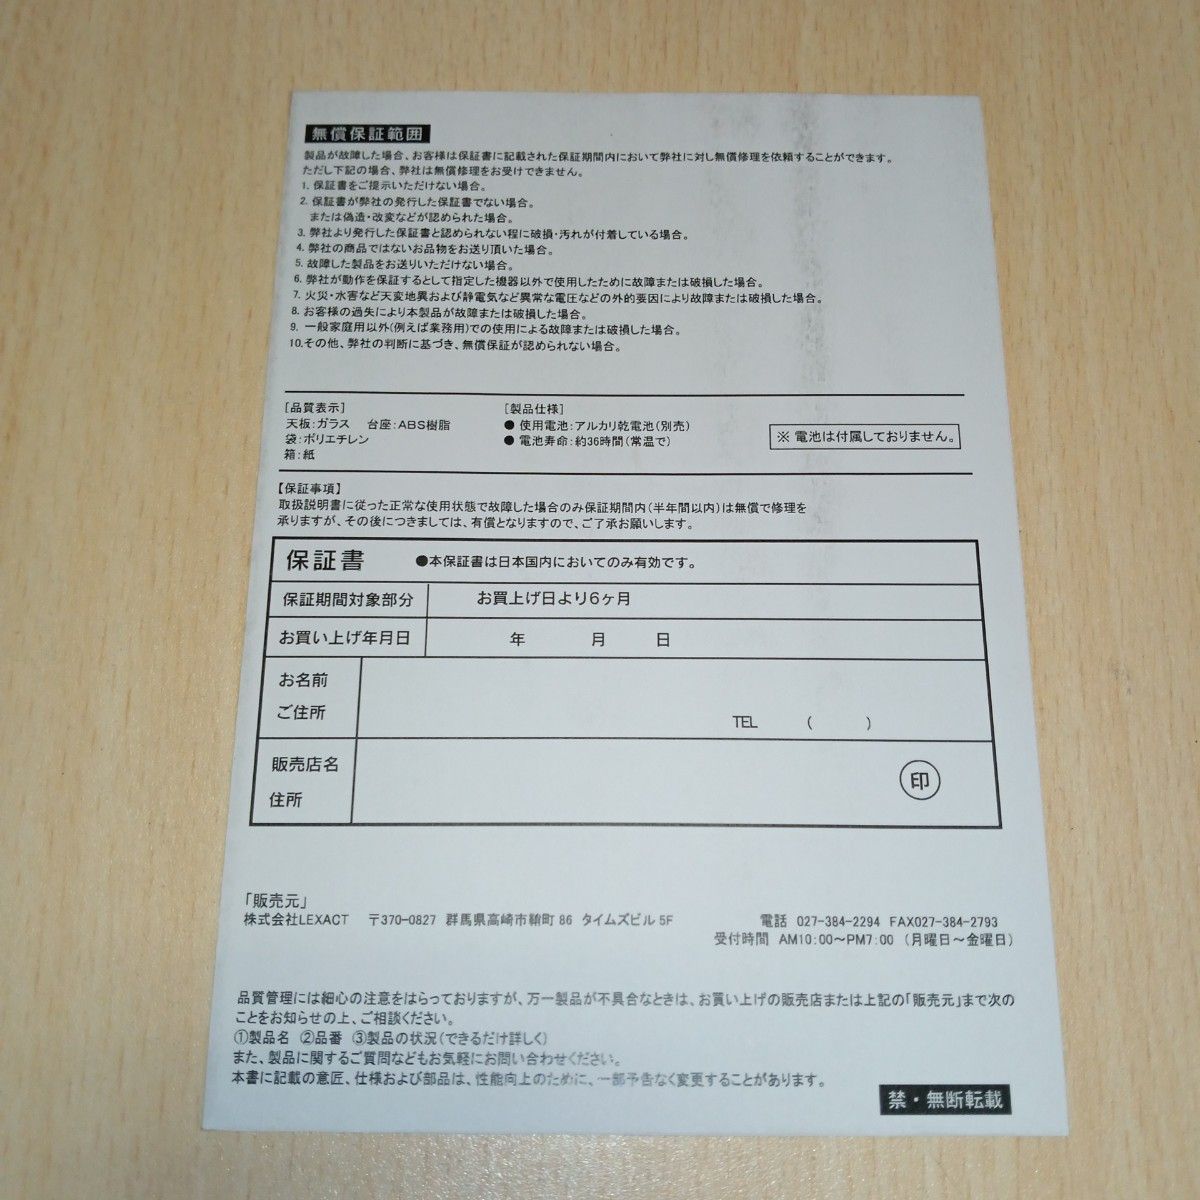 無償保証範囲
製品が故障した場合、お客様は保証書に記載された保証期間内において弊社に対し無償修理を依頼することができます。
ただし下記の場合、弊社は無償修理をお受けできません。
1. 保証書をご提示いただけない場合。
2. 保証書が弊社の発行した保証書でない場合。
または偽造・改変などが認められた場合。
3. 弊社より発行した保証書と認められない程に破損・汚れが付着している場合。
4. 弊社の商品ではないお品物をお送り頂いた場合。
5. 故障した製品をお送りいただけない場合。
6. 弊社が動作を保証するとして指定した機器以外で使用したために故障または破損した場合。
7. 火災・水害など天変地異および静電気など異常な電圧などの外的要因により故障または破損した場合。
8. お客様の過失により本製品が故障または破損した場合。
9. 一般家庭用以外(例えば業務用)での使用による故障または破損した場合。
10.その他、弊社の判断に基づき、無償保証が認められない場合。
[品質表示]
天板:ガラス 台座:ABS樹脂
袋:ポリエチレン
箱:紙
[製品仕様]
● 使用電池:アルカリ乾電池(別売)
● 電池寿命:約36時間(常温で)
※ 電池は付属しておりません。
【保証事項】
取扱説明書に従った正常な使用状態で故障した場合のみ保証期間内(半年間以内)は無償で修理を
承りますが、その後につきましては、有償となりますので、ご了承お願いします。
保証書 ●本保証書は日本国内においてのみ有効です。
保証期間対象部分 お買上げ日より6ヶ月
お買い上げ年月日 年 月 日
お名前
ご住所
TEL ( )
販売店名
住所
印
「販売元」
株式会社LEXACT 〒370-0827 群馬県高崎市鞘町 86 タイムズビル 5F
電話 027-384-2294 FAX027-384-2793
受付時間 AM10:00～PM7:00 (月曜日～金曜日)
品質管理には細心の注意をはらっておりますが、万一製品が不具合なときは、お買い上げの販売店または上記の「販売元」まで次の
ことをお知らせの上、ご相談ください。
①製品名 ②品番 ③製品の状況(できるだけ詳しく)
また、製品に関するご質問などもお気軽にお問い合わせください。
本書に記載の意匠、仕様および部品は、性能向上のために、一部予告なく変更することがあります。
禁・無断転載